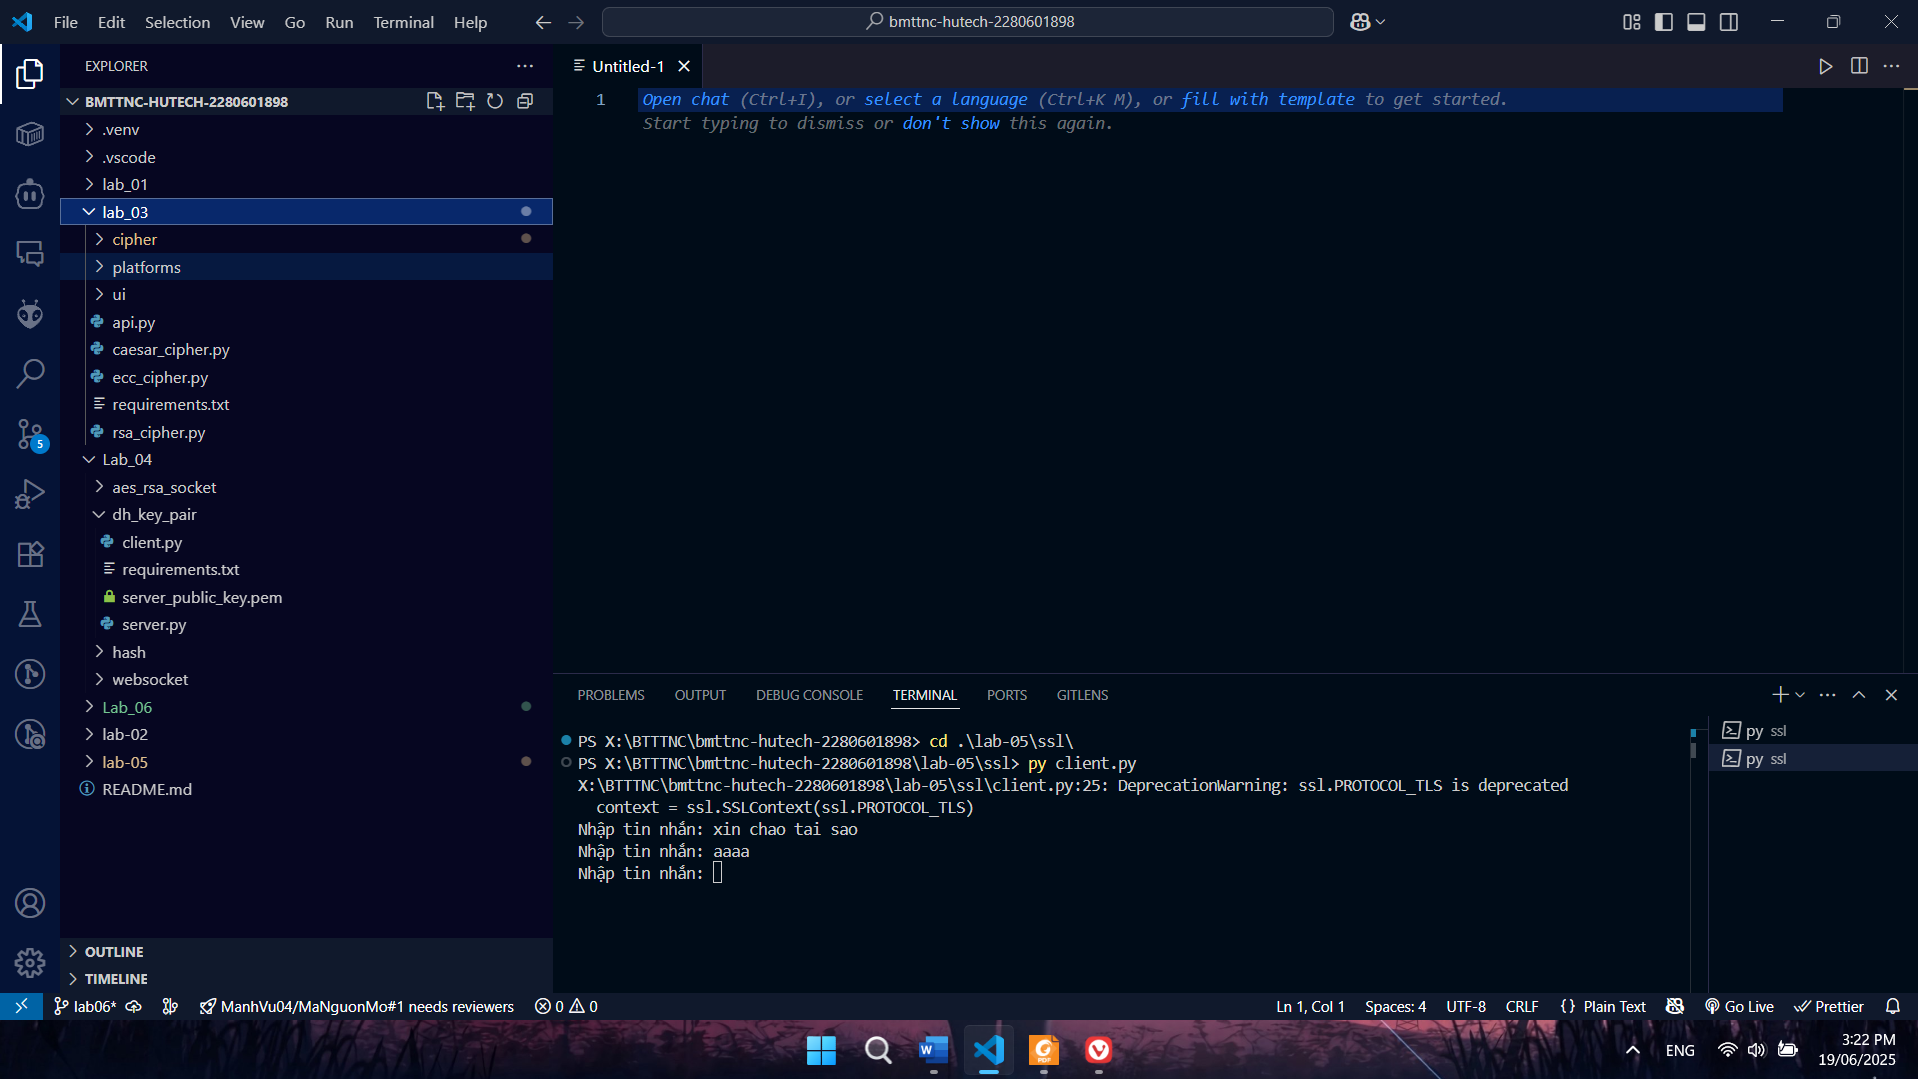 File Edit Selection View Go Run Terminal Help
bmttnc-hutech-2280601898
EXPLORER
BMTTNC-HUTECH-2280601898
.venv
.vscode
lab_01
lab_03
cipher
platforms
ui
api.py
caesar_cipher.py
ecc_cipher.py
requirements.txt
rsa_cipher.py
Lab_04
aes_rsa_socket
dh_key_pair
client.py
requirements.txt
server_public_key.pem
server.py
hash
websocket
Lab_06
lab-02
lab-05
README.md
OUTLINE
TIMELINE
5
Untitled-1
1 Open chat (Ctrl+I), or select a language (Ctrl+K M), or fill with template to get started.
Start typing to dismiss or don't show this again.
PROBLEMS OUTPUT DEBUG CONSOLE TERMINAL PORTS GITLENS
PS X:\BTTTNC\bmttnc-hutech-2280601898> cd .\lab-05\ssl\
PS X:\BTTTNC\bmttnc-hutech-2280601898\lab-05\ssl> py client.py
X:\BTTTNC\bmttnc-hutech-2280601898\lab-05\ssl\client.py:25: DeprecationWarning: ssl.PROTOCOL_TLS is deprecated
context = ssl.SSLContext(ssl.PROTOCOL_TLS)
Nhập tin nhắn: xin chao tai sao
Nhập tin nhắn: aaaa
Nhập tin nhắn:
py ssl
py ssl
lab06* ManhVu04/MaNguonMo#1 needs reviewers 0 0 Ln 1, Col 1 Spaces: 4 UTF-8 CRLF {} Plain Text Go Live Prettier
ENG
3:22 PM
19/06/2025